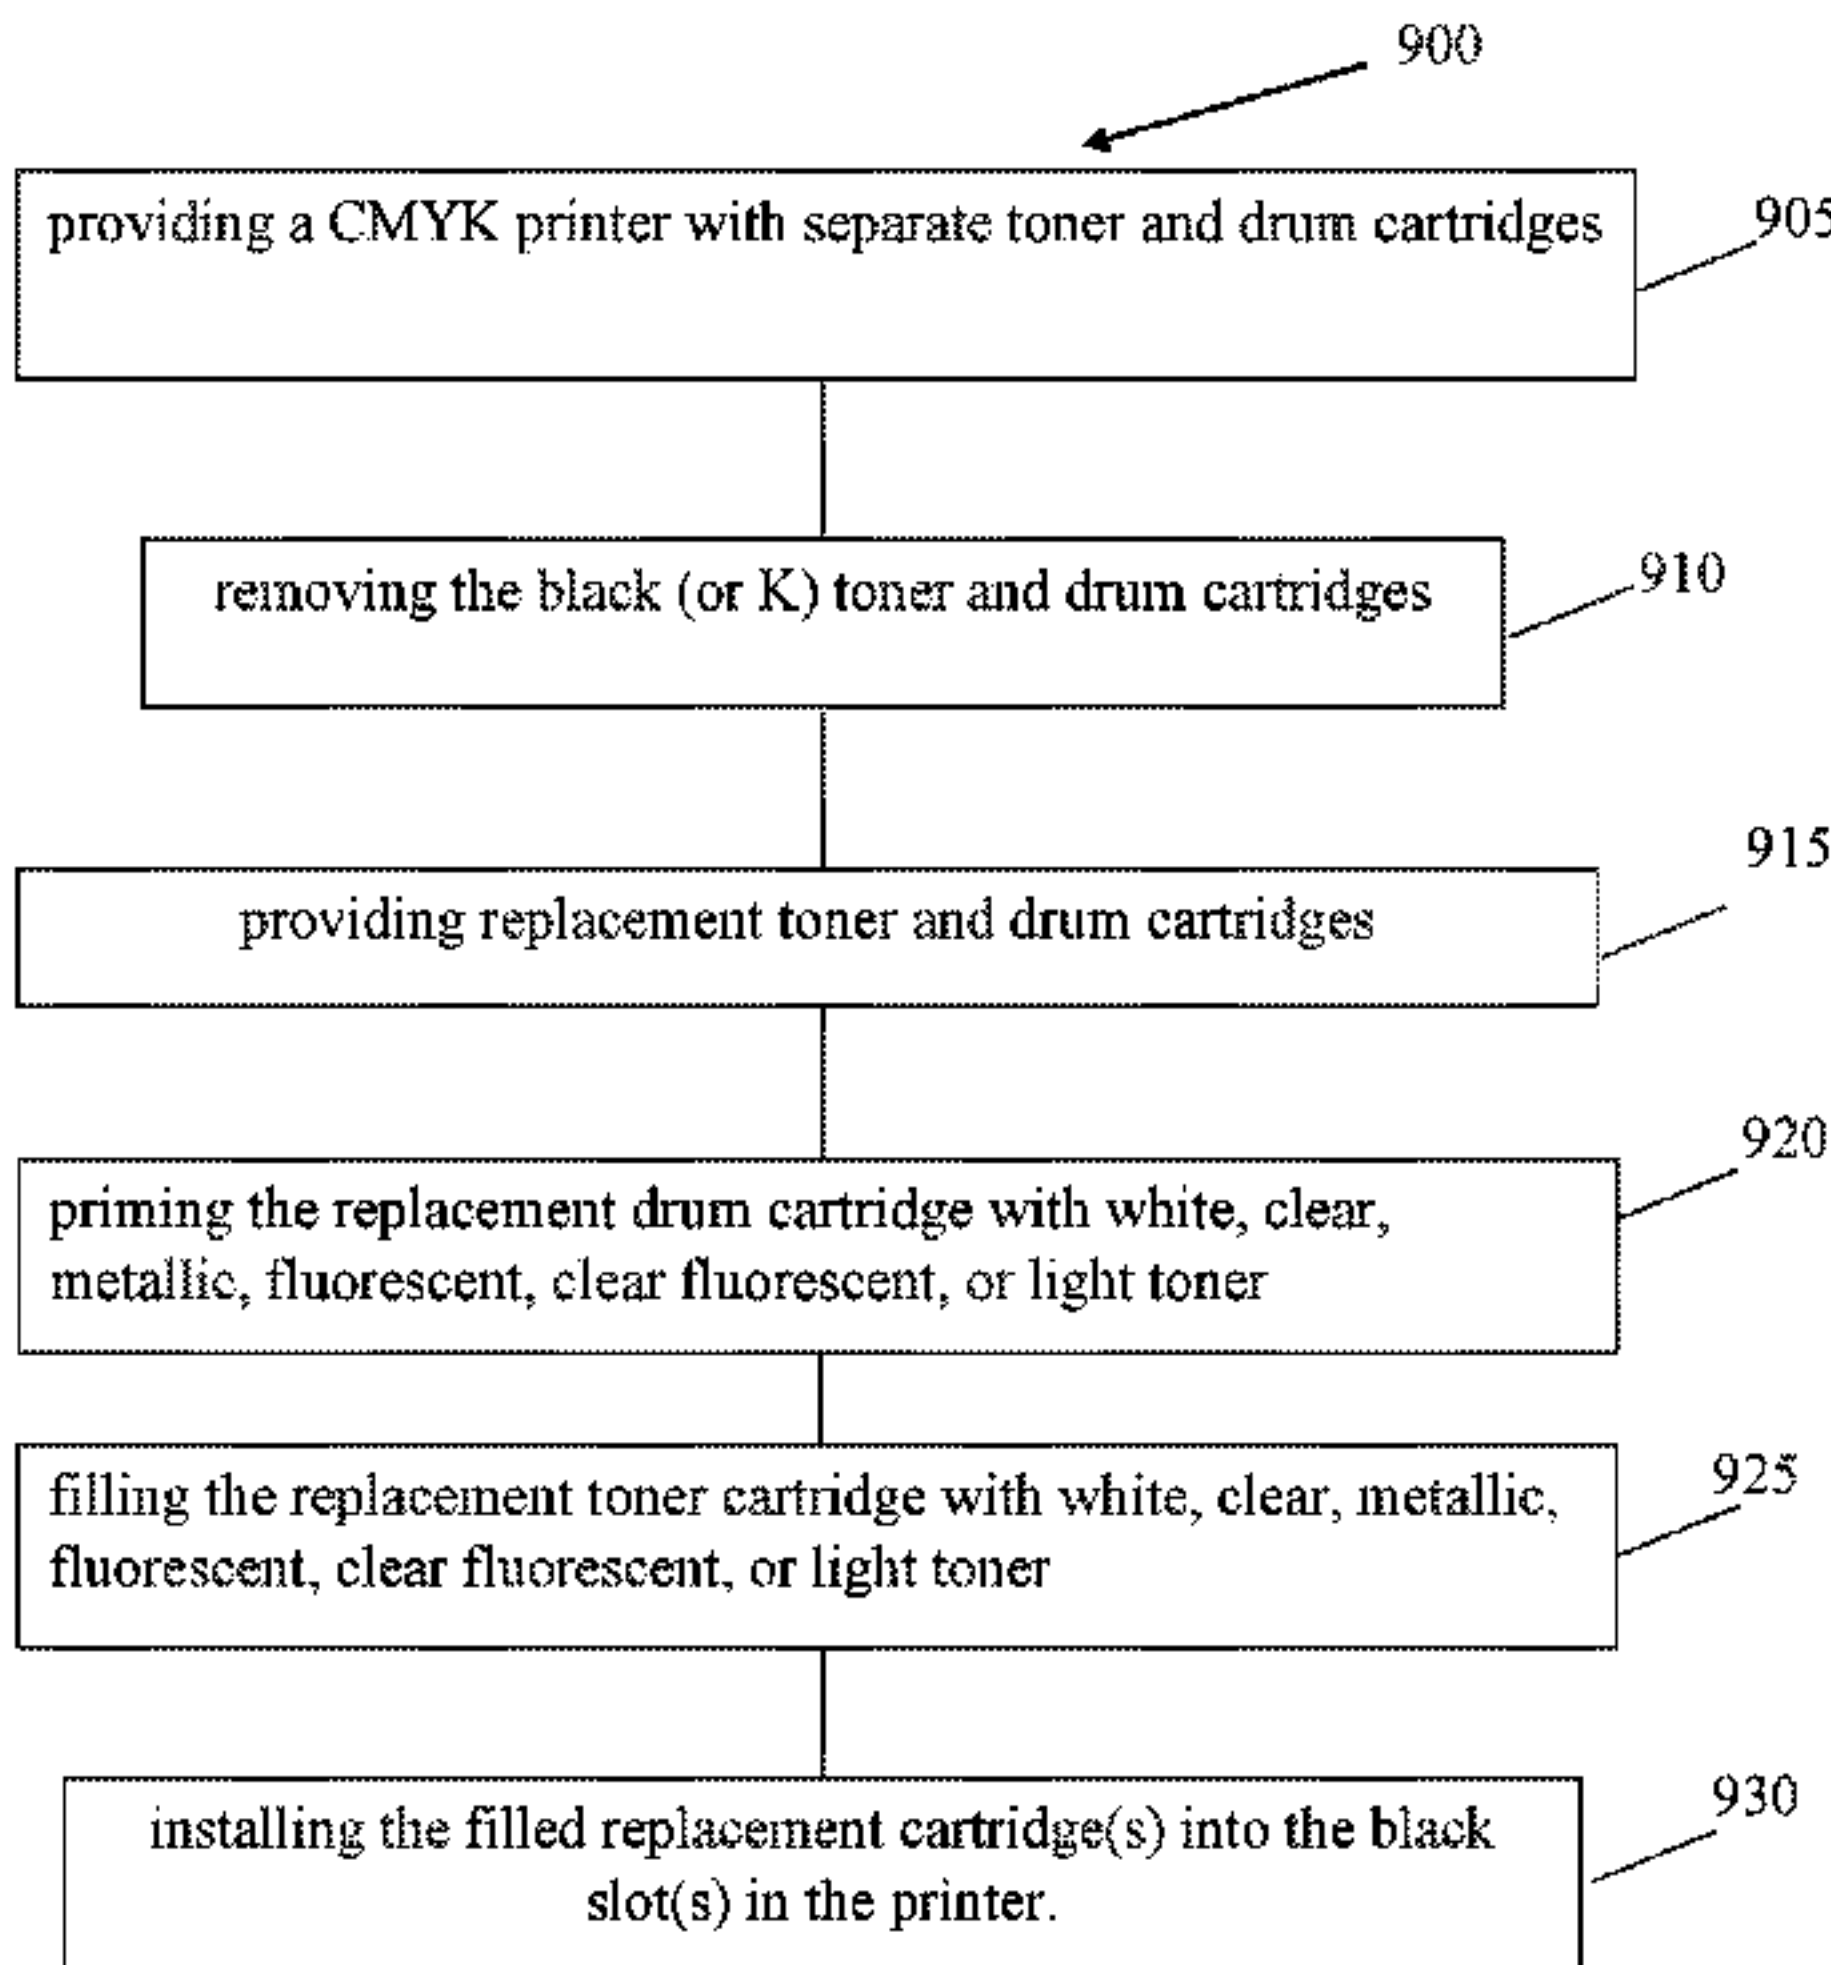 900
providing a CMYK printer with separate toner and drum cartridges
905
removing the black (or K) toner and drum cartridges
910
915
providing replacement toner and drum cartridges
920
priming the replacement drum cartridge with white, clear,
metallic, fluorescent, clear fluorescent, or light toner
925
filling the replacement toner cartridge with white, clear, metallic,
fluorescent, clear fluorescent, or light toner
930
installing the filled replacement cartridge(s) into the black
slot(s) in the printer.